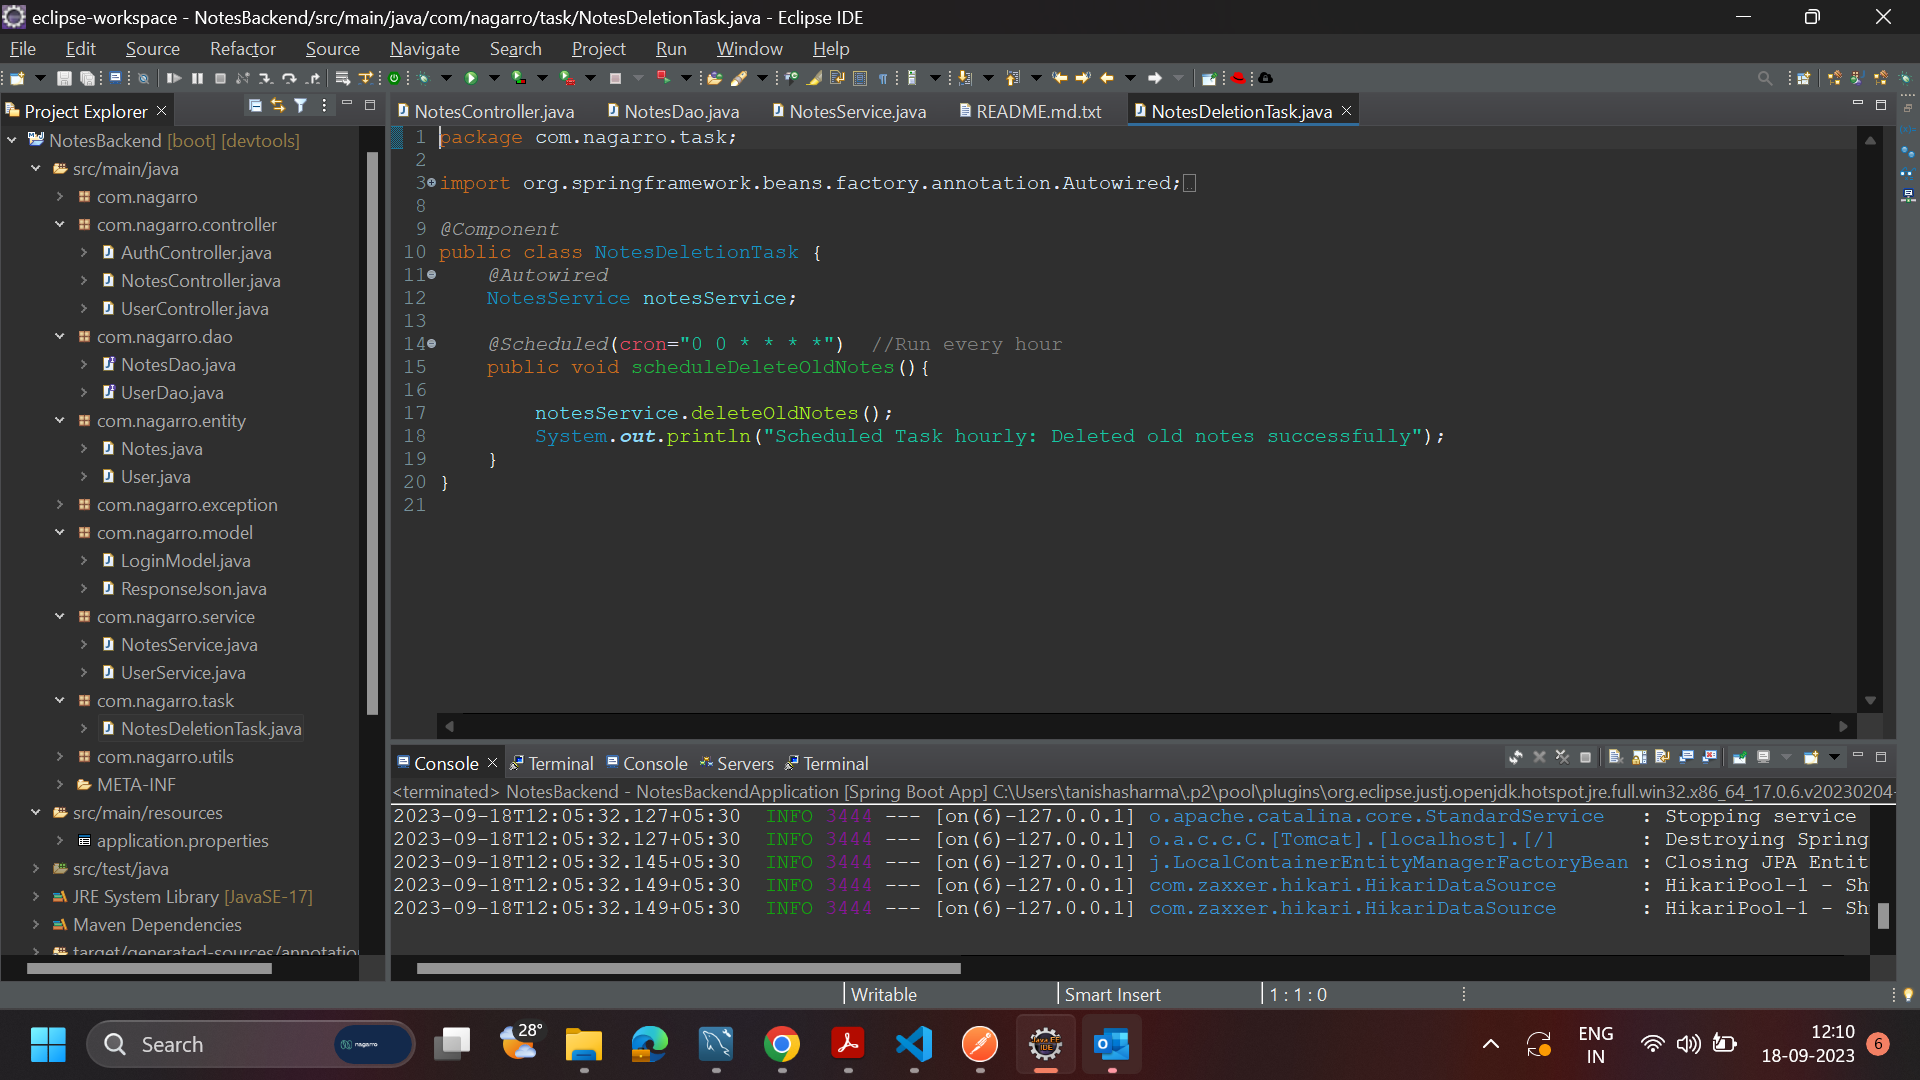 eclipse-workspace - NotesBackend/src/main/java/com/nagarro/task/NotesDeletionTask.java - Eclipse IDE
File Edit Source Refactor Source Navigate Search Project Run Window Help
Project Explorer
NotesBackend [boot] [devtools]
src/main/java
com.nagarro
com.nagarro.controller
AuthController.java
NotesController.java
UserController.java
com.nagarro.dao
NotesDao.java
UserDao.java
com.nagarro.entity
Notes.java
User.java
com.nagarro.exception
com.nagarro.model
LoginModel.java
ResponseJson.java
com.nagarro.service
NotesService.java
UserService.java
com.nagarro.task
NotesDeletionTask.java
com.nagarro.utils
META-INF
src/main/resources
application.properties
src/test/java
JRE System Library [JavaSE-17]
Maven Dependencies
target/generated-sources/annotatio
NotesController.java NotesDao.java NotesService.java README.md.txt NotesDeletionTask.java
1 package com.nagarro.task;
2
3 import org.springframework.beans.factory.annotation.Autowired;
8
9 @Component
10 public class NotesDeletionTask {
11 @Autowired
12 NotesService notesService;
13
14 @Scheduled(cron="0 0 * * * *") //Run every hour
15 public void scheduleDeleteOldNotes(){
16
17 notesService.deleteOldNotes();
18 System.out.println("Scheduled Task hourly: Deleted old notes successfully");
19 }
20 }
21
Console Terminal Console Servers Terminal
<terminated> NotesBackend - NotesBackendApplication [Spring Boot App] C:\Users\tanishasharma\.p2\pool\plugins\org.eclipse.justj.openjdk.hotspot.jre.full.win32.x86_64_17.0.6.v20230204-
2023-09-18T12:05:32.127+05:30 INFO 3444 --- [on(6)-127.0.0.1] o.apache.catalina.core.StandardService : Stopping service
2023-09-18T12:05:32.127+05:30 INFO 3444 --- [on(6)-127.0.0.1] o.a.c.c.C.[Tomcat].[localhost].[/] : Destroying Spring
2023-09-18T12:05:32.145+05:30 INFO 3444 --- [on(6)-127.0.0.1] j.LocalContainerEntityManagerFactoryBean : Closing JPA Entit
2023-09-18T12:05:32.149+05:30 INFO 3444 --- [on(6)-127.0.0.1] com.zaxxer.hikari.HikariDataSource : HikariPool-1 - Sh
2023-09-18T12:05:32.149+05:30 INFO 3444 --- [on(6)-127.0.0.1] com.zaxxer.hikari.HikariDataSource : HikariPool-1 - Sh
Writable Smart Insert 1 : 1 : 0
Search nagarro 28° Java EE IDE ENG IN 12:10 18-09-2023 6